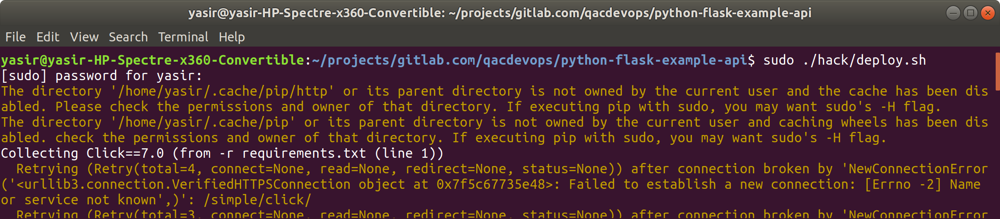 yasir@yasir-HP-Spectre-x360-Convertible: ~/projects/gitlab.com/qacdevops/python-flask-example-api
File Edit View Search Terminal Help
yasir@yasir-HP-Spectre-x360-Convertible:~/projects/gitlab.com/qacdevops/python-flask-example-api$ sudo ./hack/deploy.sh
[sudo] password for yasir:
The directory '/home/yasir/.cache/pip/http' or its parent directory is not owned by the current user and the cache has been dis
abled. Please check the permissions and owner of that directory. If executing pip with sudo, you may want sudo's -H flag.
The directory '/home/yasir/.cache/pip' or its parent directory is not owned by the current user and caching wheels has been dis
abled. check the permissions and owner of that directory. If executing pip with sudo, you may want sudo's -H flag.
Collecting Click==7.0 (from -r requirements.txt (line 1))
  Retrying (Retry(total=4, connect=None, read=None, redirect=None, status=None)) after connection broken by 'NewConnectionError
('<urllib3.connection.VerifiedHTTPSConnection object at 0x7f5c67735e48>: Failed to establish a new connection: [Errno -2] Name
or service not known',)': /simple/click/
  Retrying (Retry(total=3, connect=None, read=None, redirect=None, status=None)) after connection broken by 'NewConnectionError